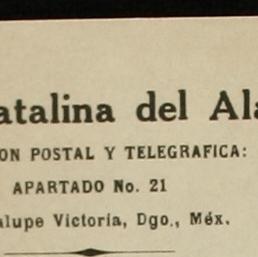 atalina del Ala
ON POSTAL Y TELEGRAFICA:
APARTADO No. 21
alupe Victoria, Dgo., Méx.